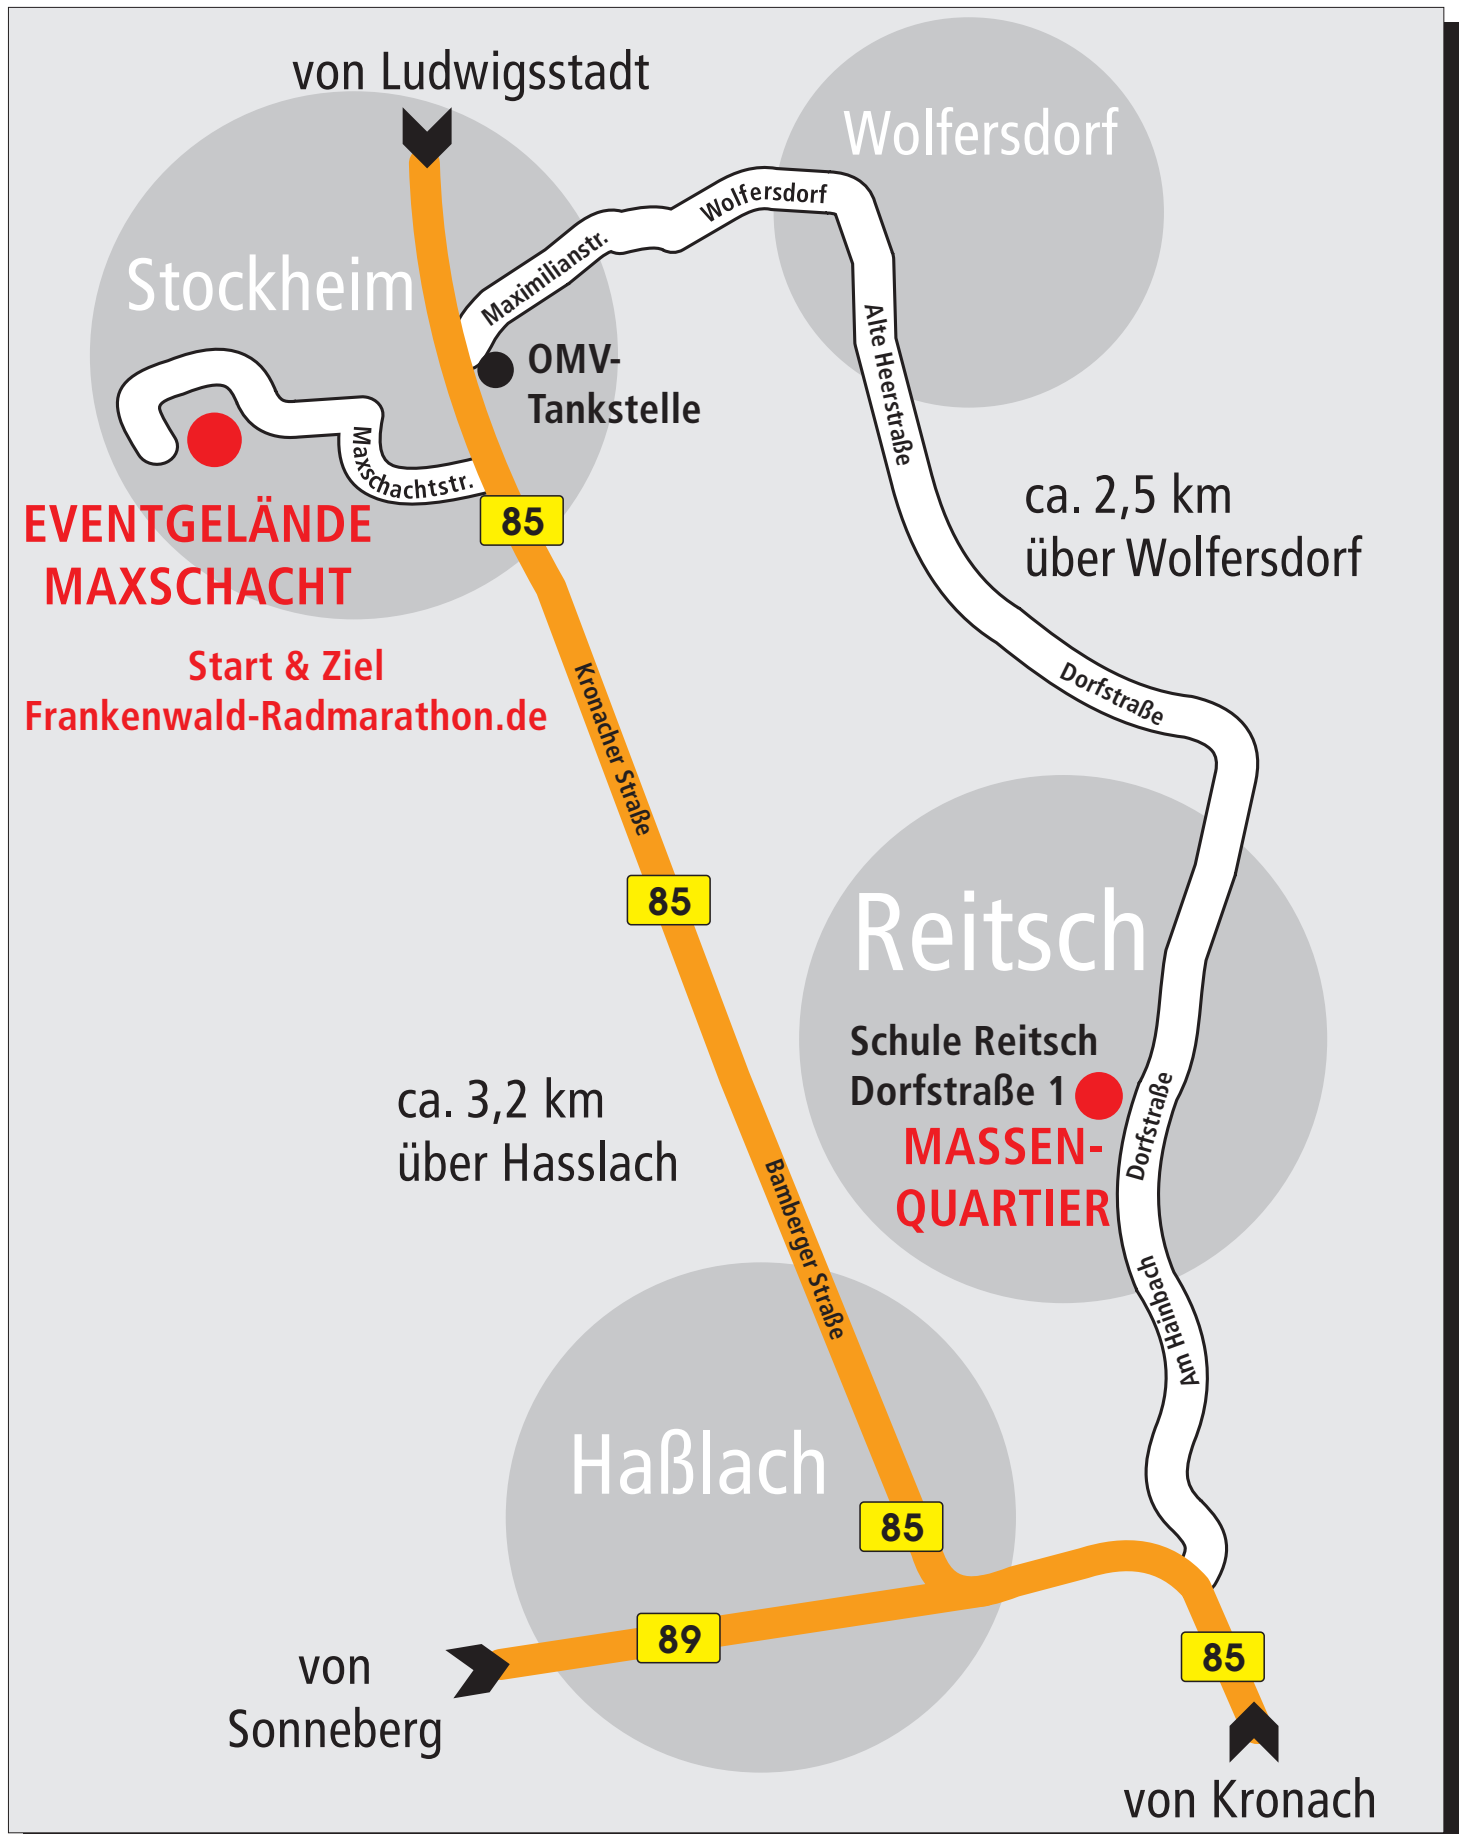 von Ludwigsstadt
Wolfersdorf
Wolfersdorf
Stockheim
Maximilianstr.
OMV-
Tankstelle
Alte Heerstraße
Maxschachtstr.
85
EVENTGELÄNDE
MAXSCHACHT
ca. 2,5 km
über Wolfersdorf
Start & Ziel
Frankenwald-Radmarathon.de
Kronacher Straße
Dorfstraße
85
Reitsch
Schule Reitsch
Dorfstraße 1
MASSEN-
QUARTIER
Dorfstraße
ca. 3,2 km
über Hasslach
Bamberger Straße
Am Hainbach
Haßlach
85
89
85
von
Sonneberg
von Kronach